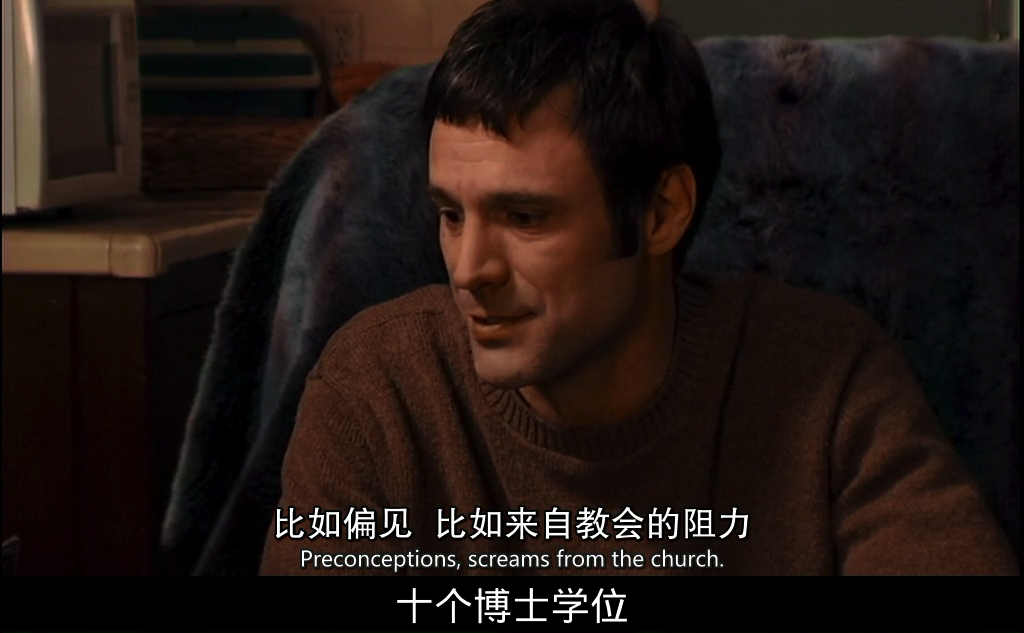 比如偏见 比如来自教会的阻力
Preconceptions, screams from the church.
十个博士学位